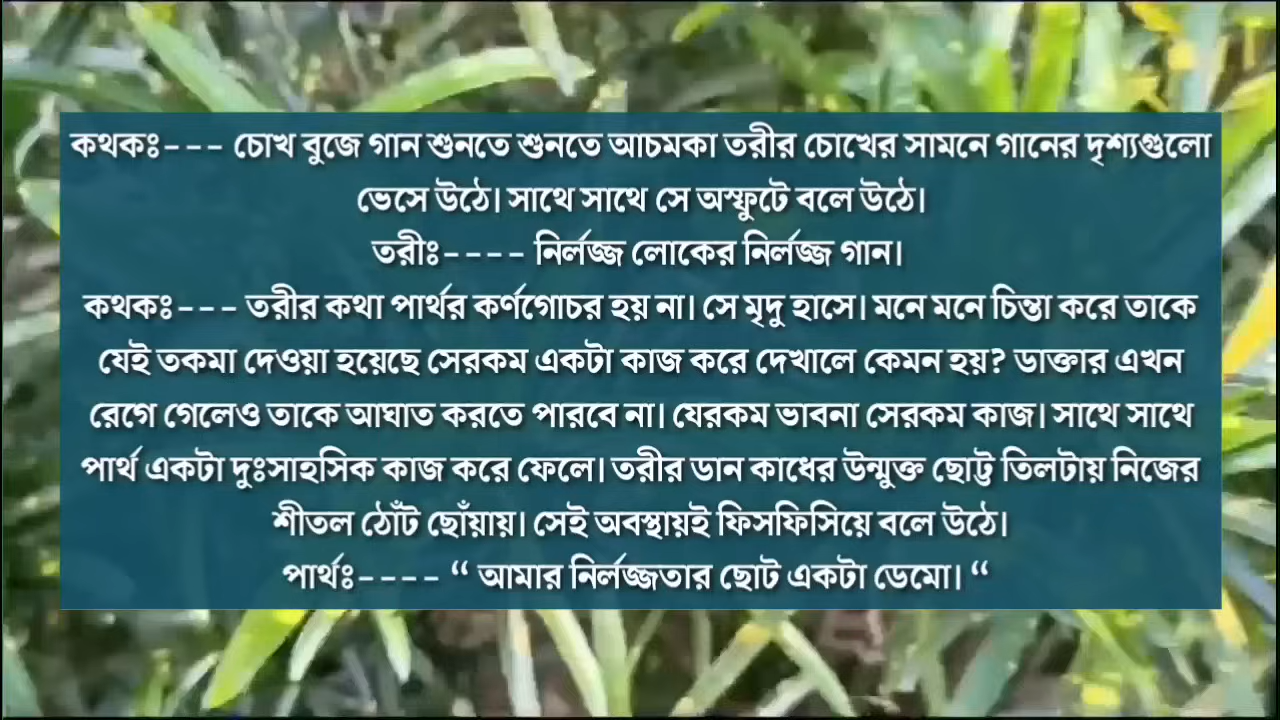 কথকঃ--- চোখ বুজে গান শুনতে শুনতে আচমকা তরীর চোখের সামনে গানের দৃশ্যগুলো
ভেসে উঠে। সাথে সাথে সে অস্ফুটে বলে উঠে।
তরীঃ---- নির্লজ্জ লোকের নির্লজ্জ গান।
কথকঃ--- তরীর কথা পার্থর কর্ণগোচর হয় না। সে মৃদু হাসে। মনে মনে চিন্তা করে তাকে
যেই তকমা দেওয়া হয়েছে সেরকম একটা কাজ করে দেখালে কেমন হয়? ডাক্তার এখন
রেগে গেলেও তাকে আঘাত করতে পারবে না। যেরকম ভাবনা সেরকম কাজ। সাথে সাথে
পার্থ একটা দুঃসাহসিক কাজ করে ফেলে। তরীর ডান কাধের উন্মুক্ত ছোট্ট তিলটায় নিজের
শীতল ঠোঁট ছোঁয়ায়। সেই অবস্থায়ই ফিসফিসিয়ে বলে উঠে।
পার্থঃ---- “ আমার নির্লজ্জতার ছোট একটা ডেমো। “